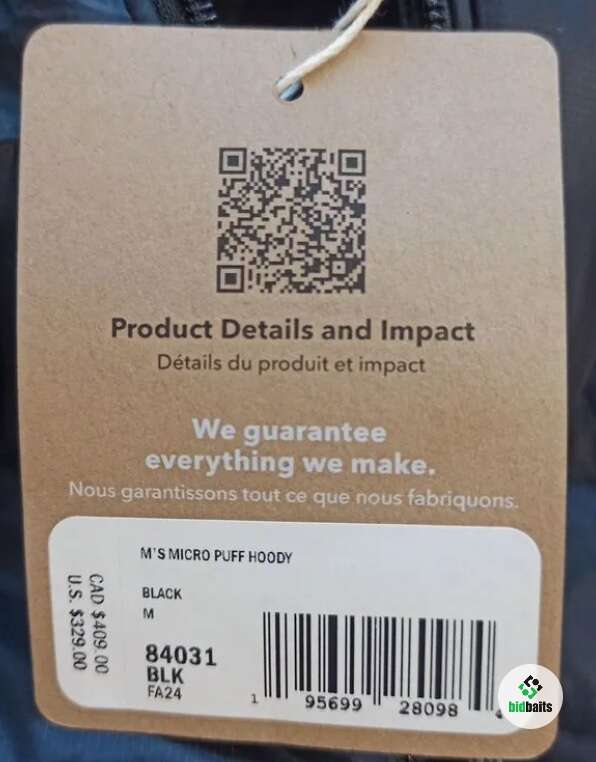 Product Details and Impact
Détails du produit et impact
We guarantee
everything we make.
Nous garantissons tout ce que nous fabriquons.
M'S MICRO PUFF HOODY
BLACK
M
84031
BLK
FA24
CAD $409.00
U.S. $329.00
1 95699 28098
bidbaits